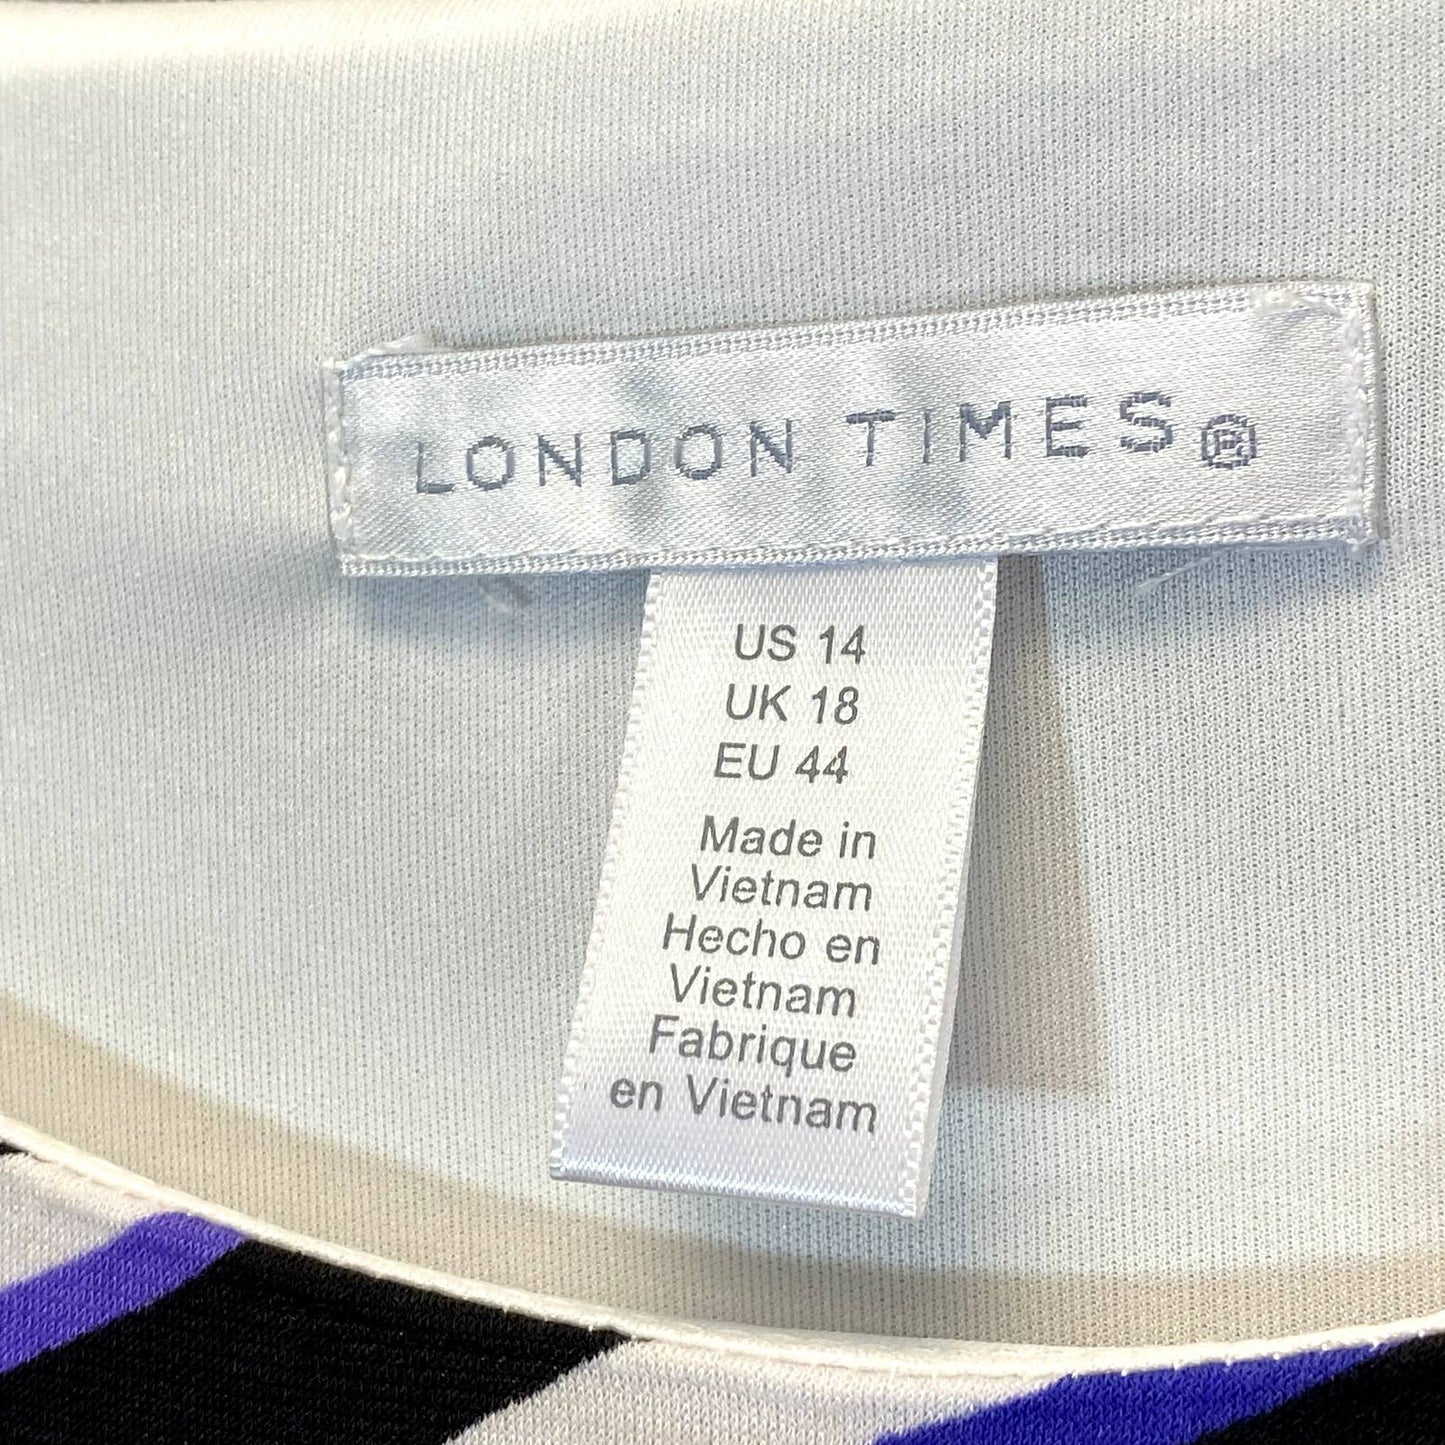 LONDON TIMES®
US 14
UK 18
EU 44
Made in
Vietnam
Hecho en
Vietnam
Fabrique
en Vietnam